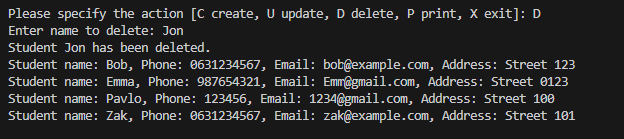 Please specify the action [C create, U update, D delete, P print, X exit]: D
Enter name to delete: Jon
Student Jon has been deleted.
Student name: Bob, Phone: 0631234567, Email: bob@example.com, Address: Street 123
Student name: Emma, Phone: 987654321, Email: Emm@gmail.com, Address: Street 0123
Student name: Pavlo, Phone: 123456, Email: 1234@gmail.com, Address: Street 100
Student name: Zak, Phone: 0631234567, Email: zak@example.com, Address: Street 101